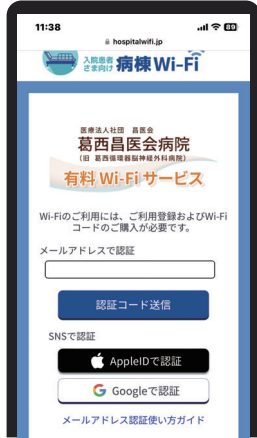 11:38
89
hospitalwifi.jp
入院患者
さま向け 病棟Wi-Fi
医療法人社団 昌医会
葛西昌医会病院
(旧 葛西循環器脳神経外科病院)
有料 Wi-Fi サービス
Wi-Fiのご利用には、ご利用登録およびWi-Fi
コードのご購入が必要です。
メールアドレスで認証
認証コード送信
SNSで認証
AppleIDで認証
Googleで認証
メールアドレス認証使い方ガイド